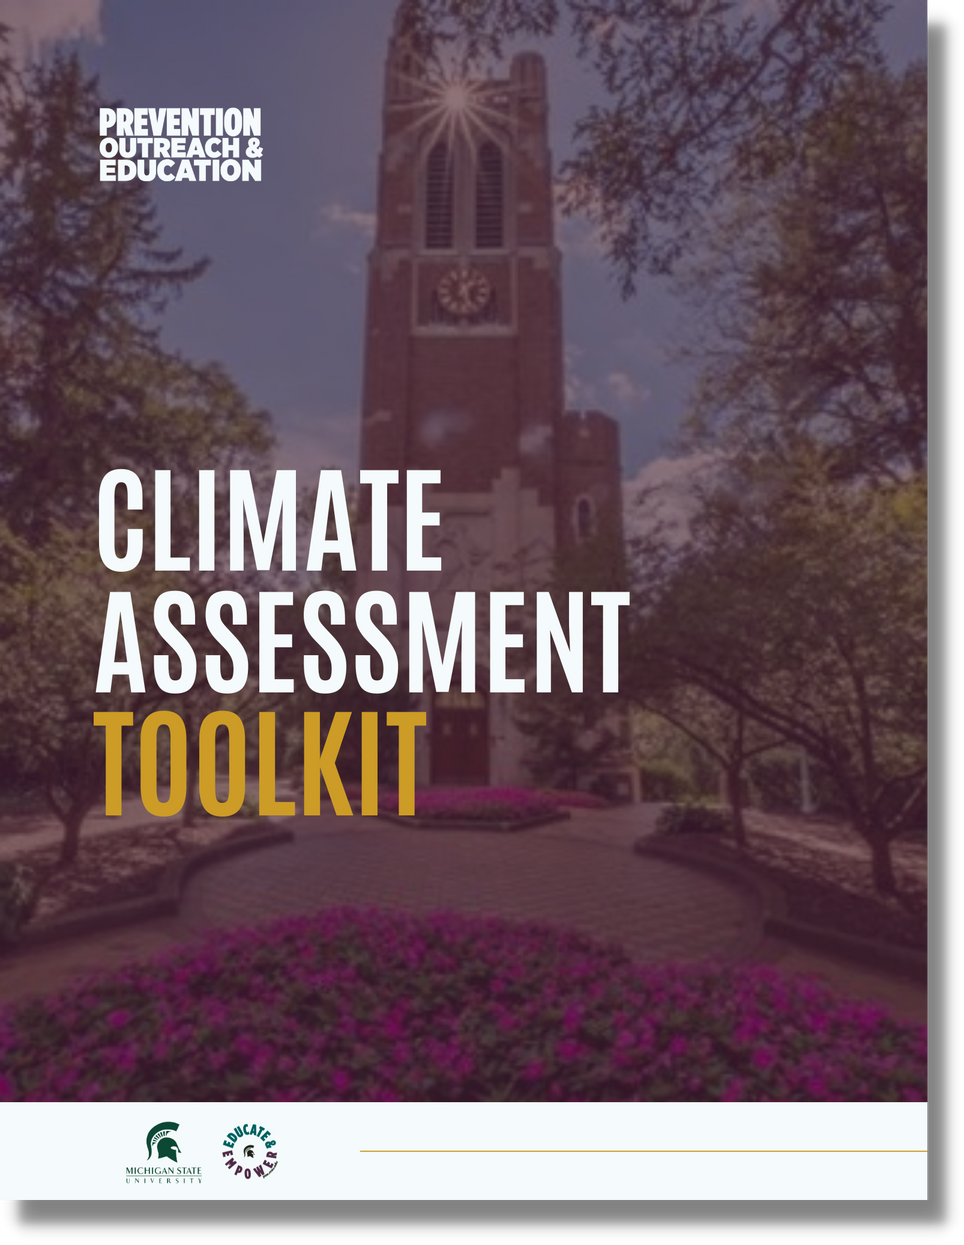 PREVENTION
OUTREACH &
EDUCATION
CLIMATE
ASSESSMENT
TOOLKIT
MICHIGAN STATE
UNIVERSITY
EDUCATE &
EMPOWER